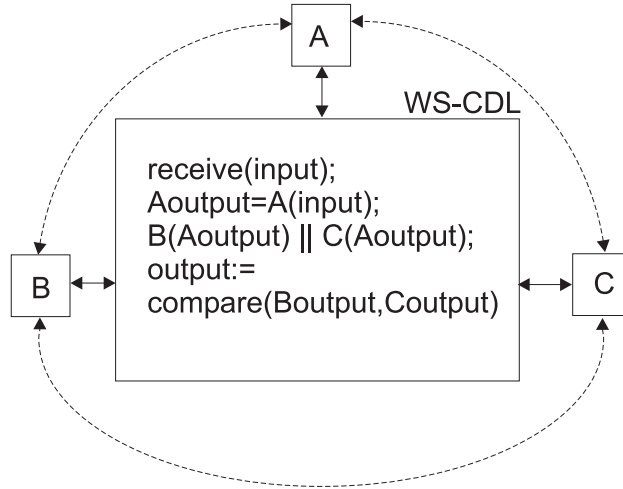 A
WS-CDL
receive(input);
Aoutput=A(input);
B(Aoutput) || C(Aoutput);
output:=
compare(Boutput,Coutput)
B
C